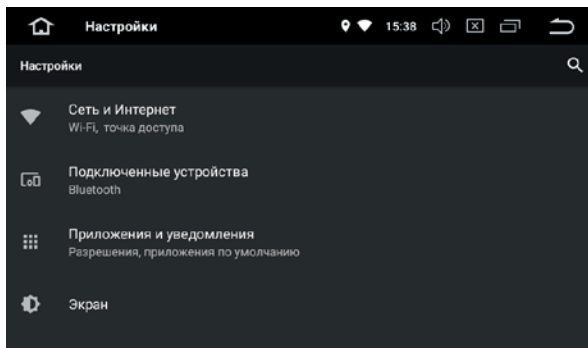 Настройки
15:38
Настройки
Сеть и Интернет
Wi-Fi, точка доступа
Подключенные устройства
Bluetooth
Приложения и уведомления
Разрешения, приложения по умолчанию
Экран